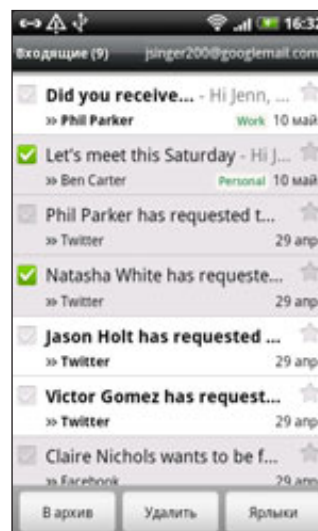 16:32
Входящие (9) jsinger200@googlemail.com
Did you receive... - Hi Jenn, ...
» Phil Parker Work 10 май
Let's meet this Saturday - Hi J...
» Ben Carter Personal 10 май
Phil Parker has requested t...
» Twitter 29 апр
Natasha White has requeste...
» Twitter 29 апр
Jason Holt has requested ...
» Twitter 29 апр
Victor Gomez has request...
» Twitter 29 апр
Claire Nichols wants to be f...
» Facebook 29 апр
В архив Удалить Ярлыки